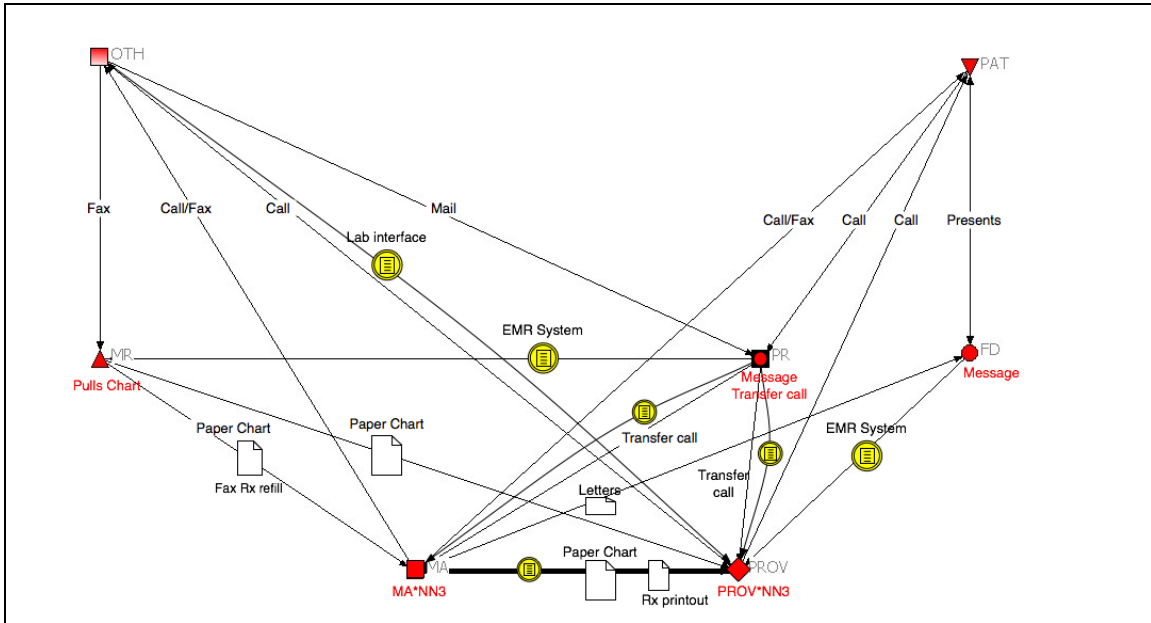 OTH
PAT
Fax
Call/Fax
Call
Mail
Call/Fax
Call
Call
Presents
Lab interface
EMR System
MR
PR
FD
Pulls Chart
Message
Transfer call
Message
Paper Chart
Paper Chart
Transfer call
EMR System
Fax Rx refill
Transfer
call
Letters
Paper Chart
MA
PROV
MA*NN3
Rx printout
PROV*NN3